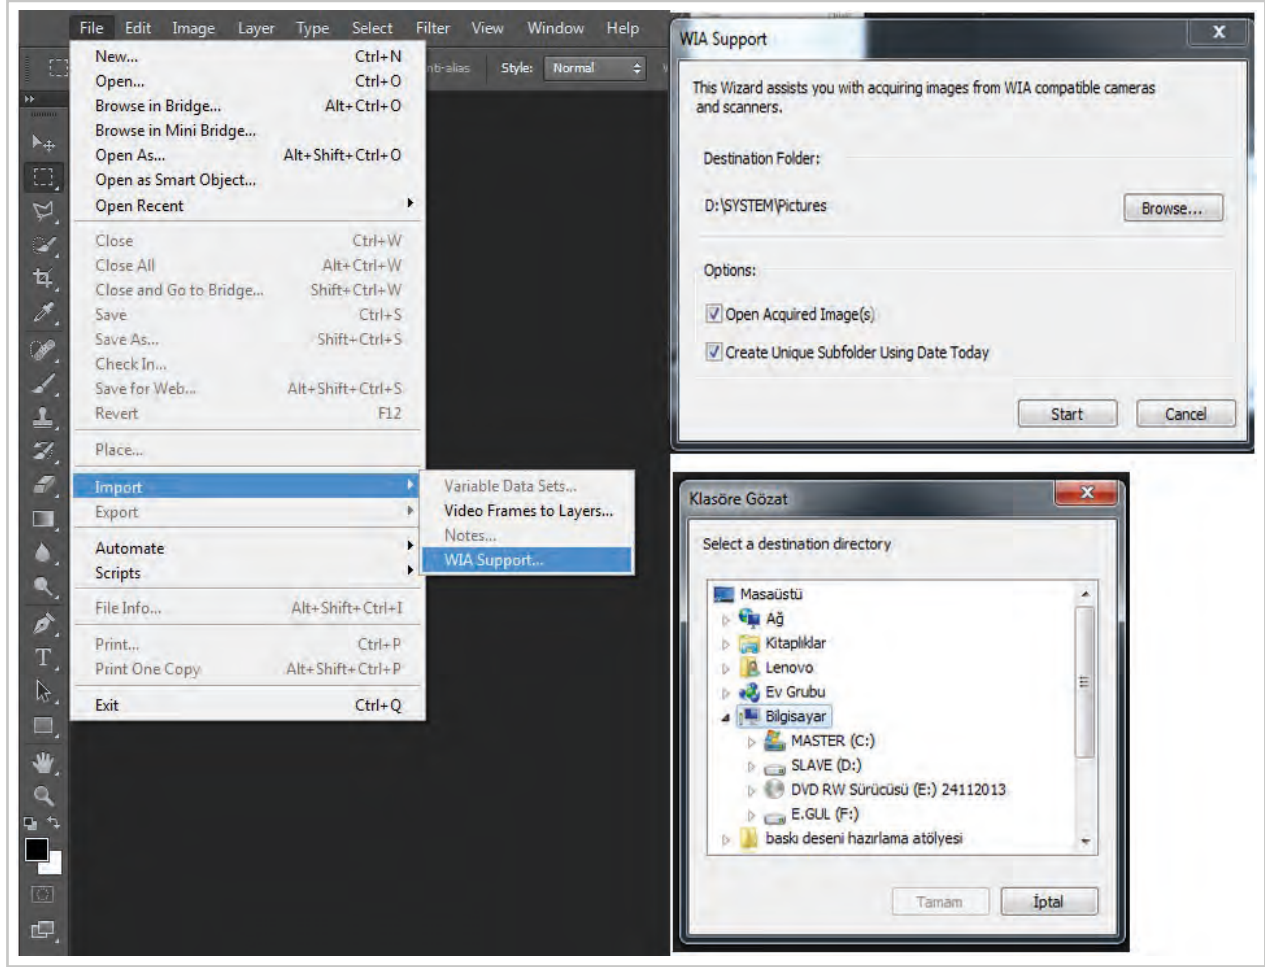 File Edit Image Layer Type Select Filter View Window Help
New... Ctrl+N
Open... Ctrl+O
Browse in Bridge... Alt+Ctrl+O
Browse in Mini Bridge...
Open As... Alt+Shift+Ctrl+O
Open as Smart Object...
Open Recent
Close Ctrl+W
Close All Alt+Ctrl+W
Close and Go to Bridge... Shift+Ctrl+W
Save Ctrl+S
Save As... Shift+Ctrl+S
Check In...
Save for Web... Alt+Shift+Ctrl+S
Revert F12
Place...
Import
Export
Automate
Scripts
File Info... Alt+Shift+Ctrl+I
Print... Ctrl+P
Print One Copy Alt+Shift+Ctrl+P
Exit Ctrl+Q
nti-alias Style: Normal
Variable Data Sets...
Video Frames to Layers...
Notes...
WIA Support...
T
WIA Support
X
This Wizard assists you with acquiring images from WIA compatible cameras
and scanners.
Destination Folder:
D:\SYSTEM\Pictures Browse...
Options:
Open Acquired Image(s)
Create Unique Subfolder Using Date Today
Start Cancel
Klasöre Gözat
Select a destination directory
Masaüstü
Ağ
Kitaplıklar
Lenovo
Ev Grubu
Bilgisayar
MASTER (C:)
SLAVE (D:)
DVD RW Sürücüsü (E:) 24112013
E.GUL (F:)
baskı deseni hazırlama atölyesi
Tamam İptal